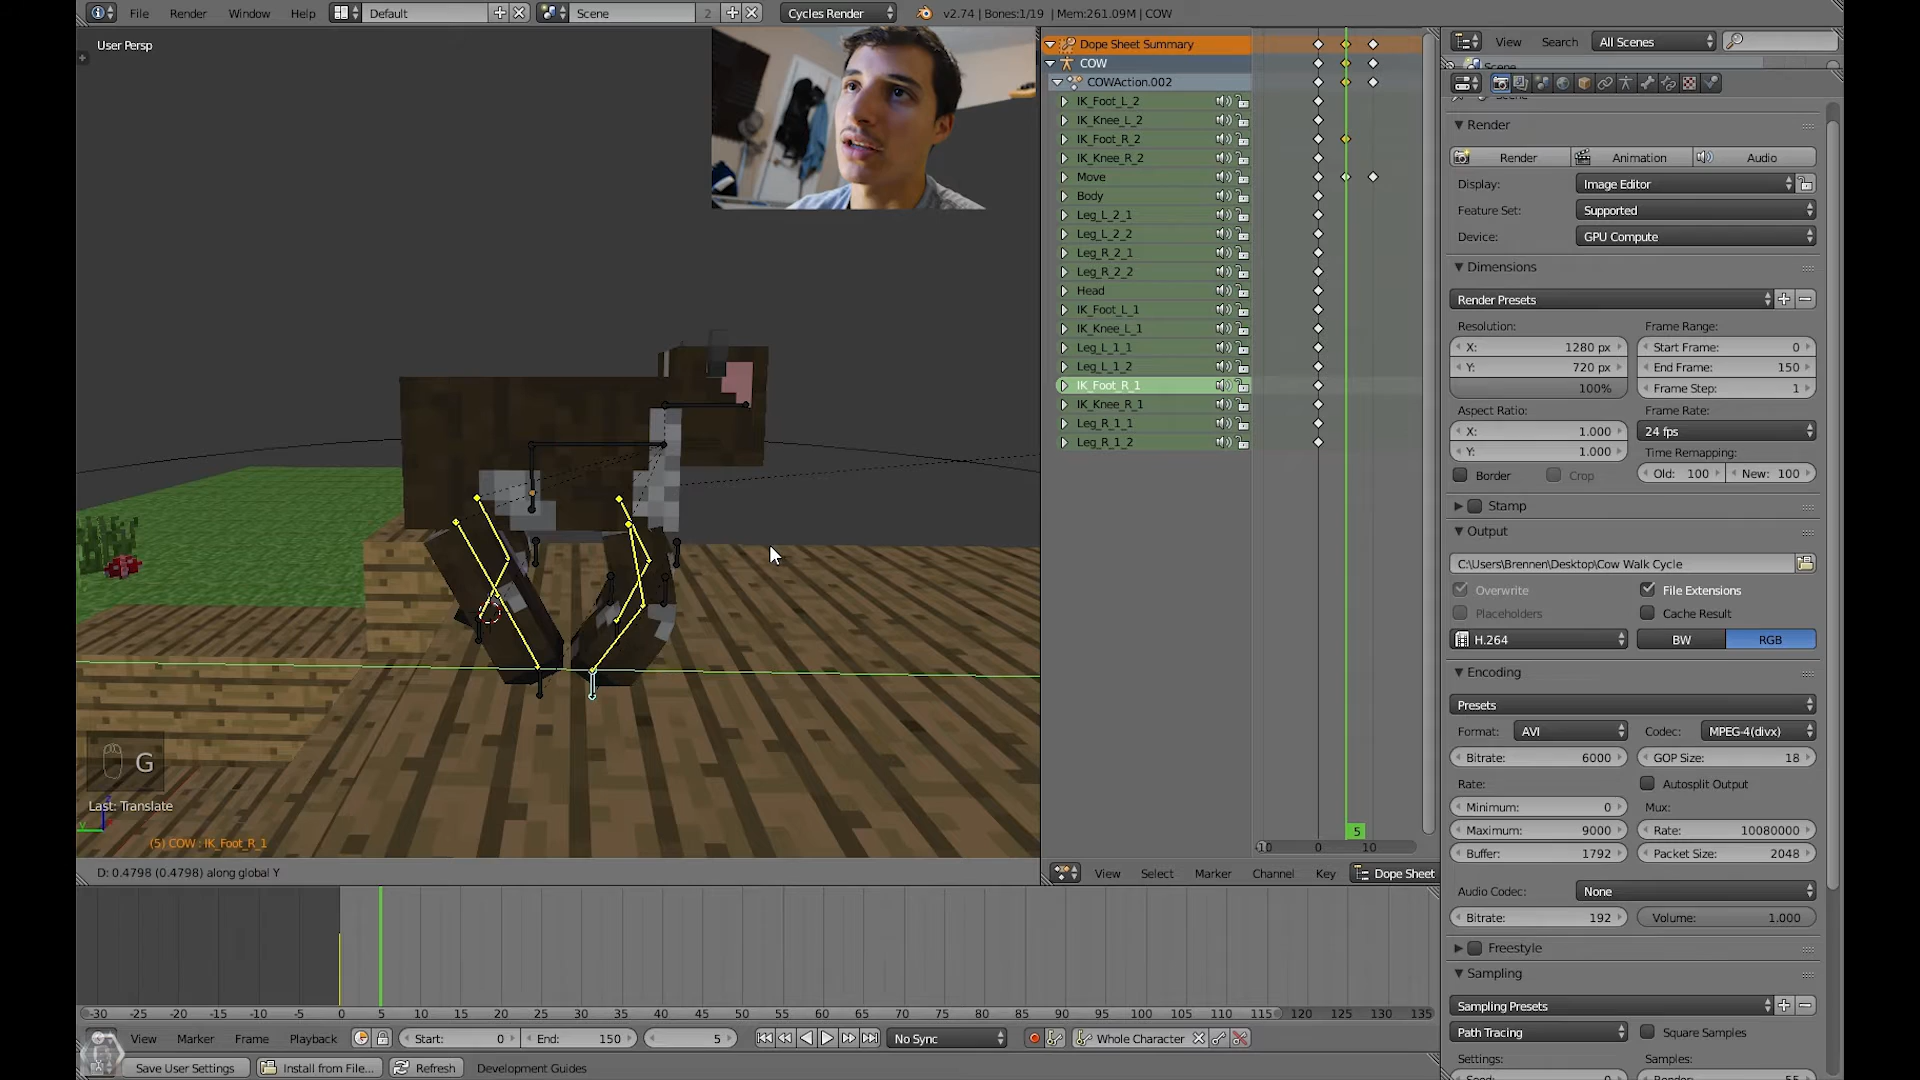 File Render Window Help Default Scene 2 Cycles Render v2.74 | Bones:1/19 | Mem:261.09M | COW
User Persp
Dope Sheet Summary
COW
COWAction.002
IK_Foot_L_2
IK_Knee_L_2
IK_Foot_R_2
IK_Knee_R_2
Move
Body
Leg_L_2_1
Leg_L_2_2
Leg_R_2_1
Leg_R_2_2
Head
IK_Foot_L_1
IK_Knee_L_1
Leg_L_1_1
Leg_L_1_2
IK_Foot_R_1
IK_Knee_R_1
Leg_R_1_1
Leg_R_1_2
5
0 10
View Select Marker Channel Key Dope Sheet
View Search All Scenes
Render
Render Animation Audio
Display: Image Editor
Feature Set: Supported
Device: GPU Compute
Dimensions
Render Presets
Resolution: Frame Range:
X: 1280 px Start Frame: 0
Y: 720 px End Frame: 150
100% Frame Step: 1
Aspect Ratio: Frame Rate:
X: 1.000 24 fps
Y: 1.000 Time Remapping:
Border Crop Old: 100 New: 100
Stamp
Output
C:\Users\Brennen\Desktop\Cow Walk Cycle
Overwrite File Extensions
Placeholders Cache Result
H.264 BW RGB
Encoding
Presets
Format: AVI Codec: MPEG-4(divx)
Bitrate: 6000 GOP Size: 18
Rate: Autosplit Output
Minimum: 0 Mux:
Maximum: 9000 Rate: 10080000
Buffer: 1792 Packet Size: 2048
Audio Codec: None
Bitrate: 192 Volume: 1.000
Freestyle
Sampling
Sampling Presets
Path Tracing Square Samples
Settings: Samples:
G
Last: Translate
(5) COW : IK_Foot_R_1
D: 0.4798 (0.4798) along global Y
-30 -25 -20 -15 -10 -5 0 5 10 15 20 25 30 35 40 45 50 55 60 65 70 75 80 85 90 95 100 105 110 115 120 125 130 135
View Marker Frame Playback Start: 0 End: 150 5 No Sync Whole Character
Save User Settings Install from File... Refresh Development Guides